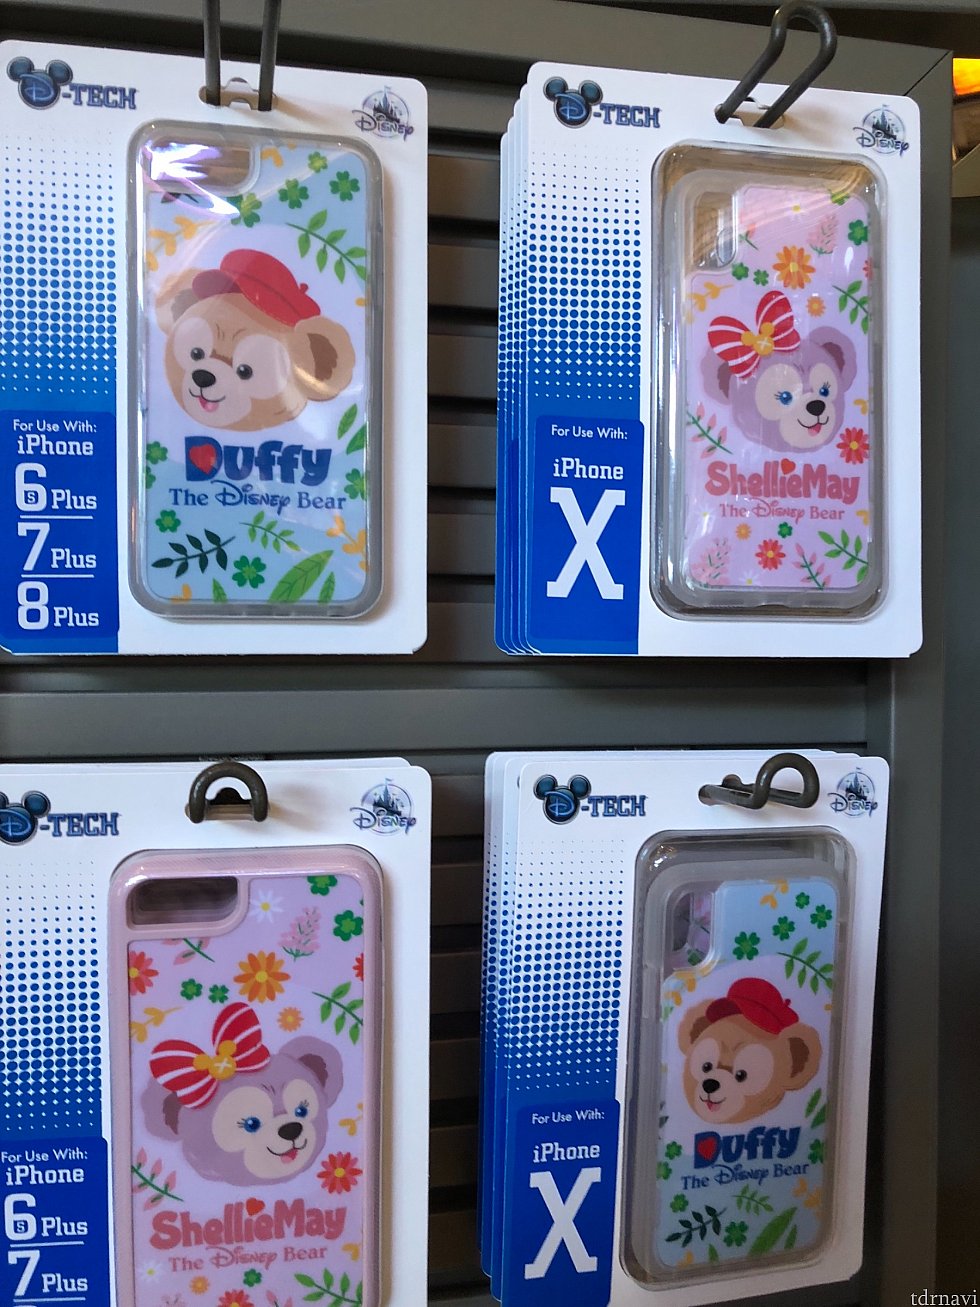 D-TECH
Disney
For Use With:
iPhone
6s Plus
7 Plus
8 Plus
Duffy
The Disney Bear
D-TECH
Disney
For Use With:
iPhone
X
ShellieMay
The Disney Bear
D-TECH
Disney
For Use With:
iPhone
6s Plus
7 Plus
8 Plus
ShellieMay
The Disney Bear
D-TECH
Disney
For Use With:
iPhone
X
Duffy
The Disney Bear
tdrnavi